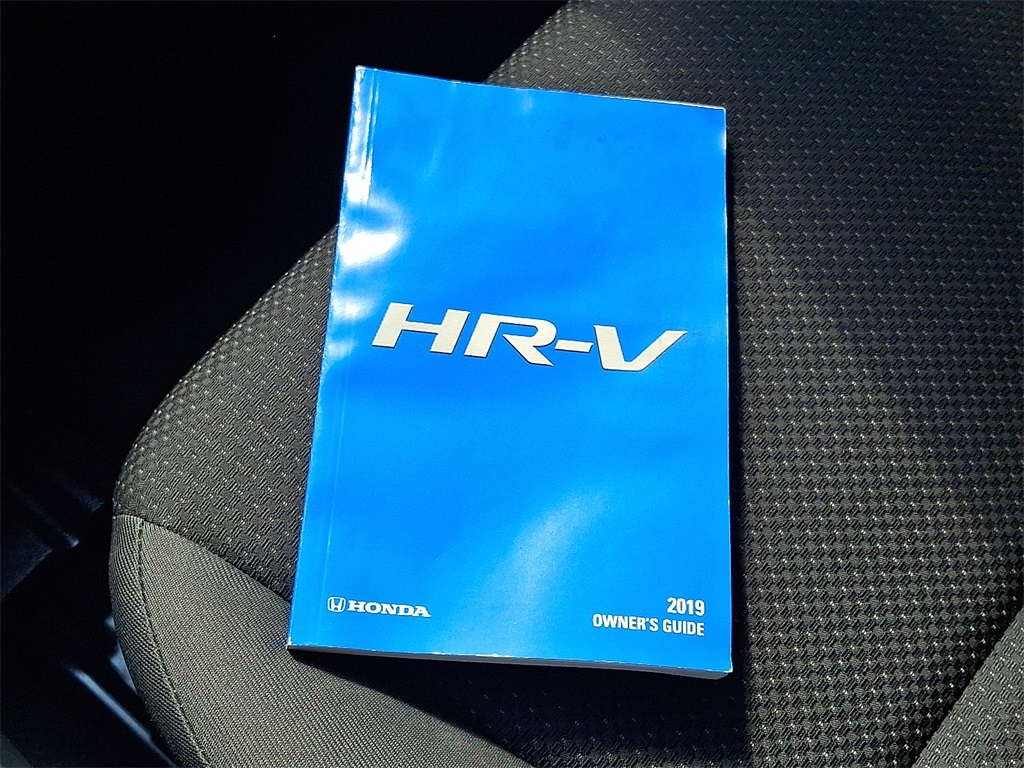 HR-V
HONDA
2019
OWNER'S GUIDE